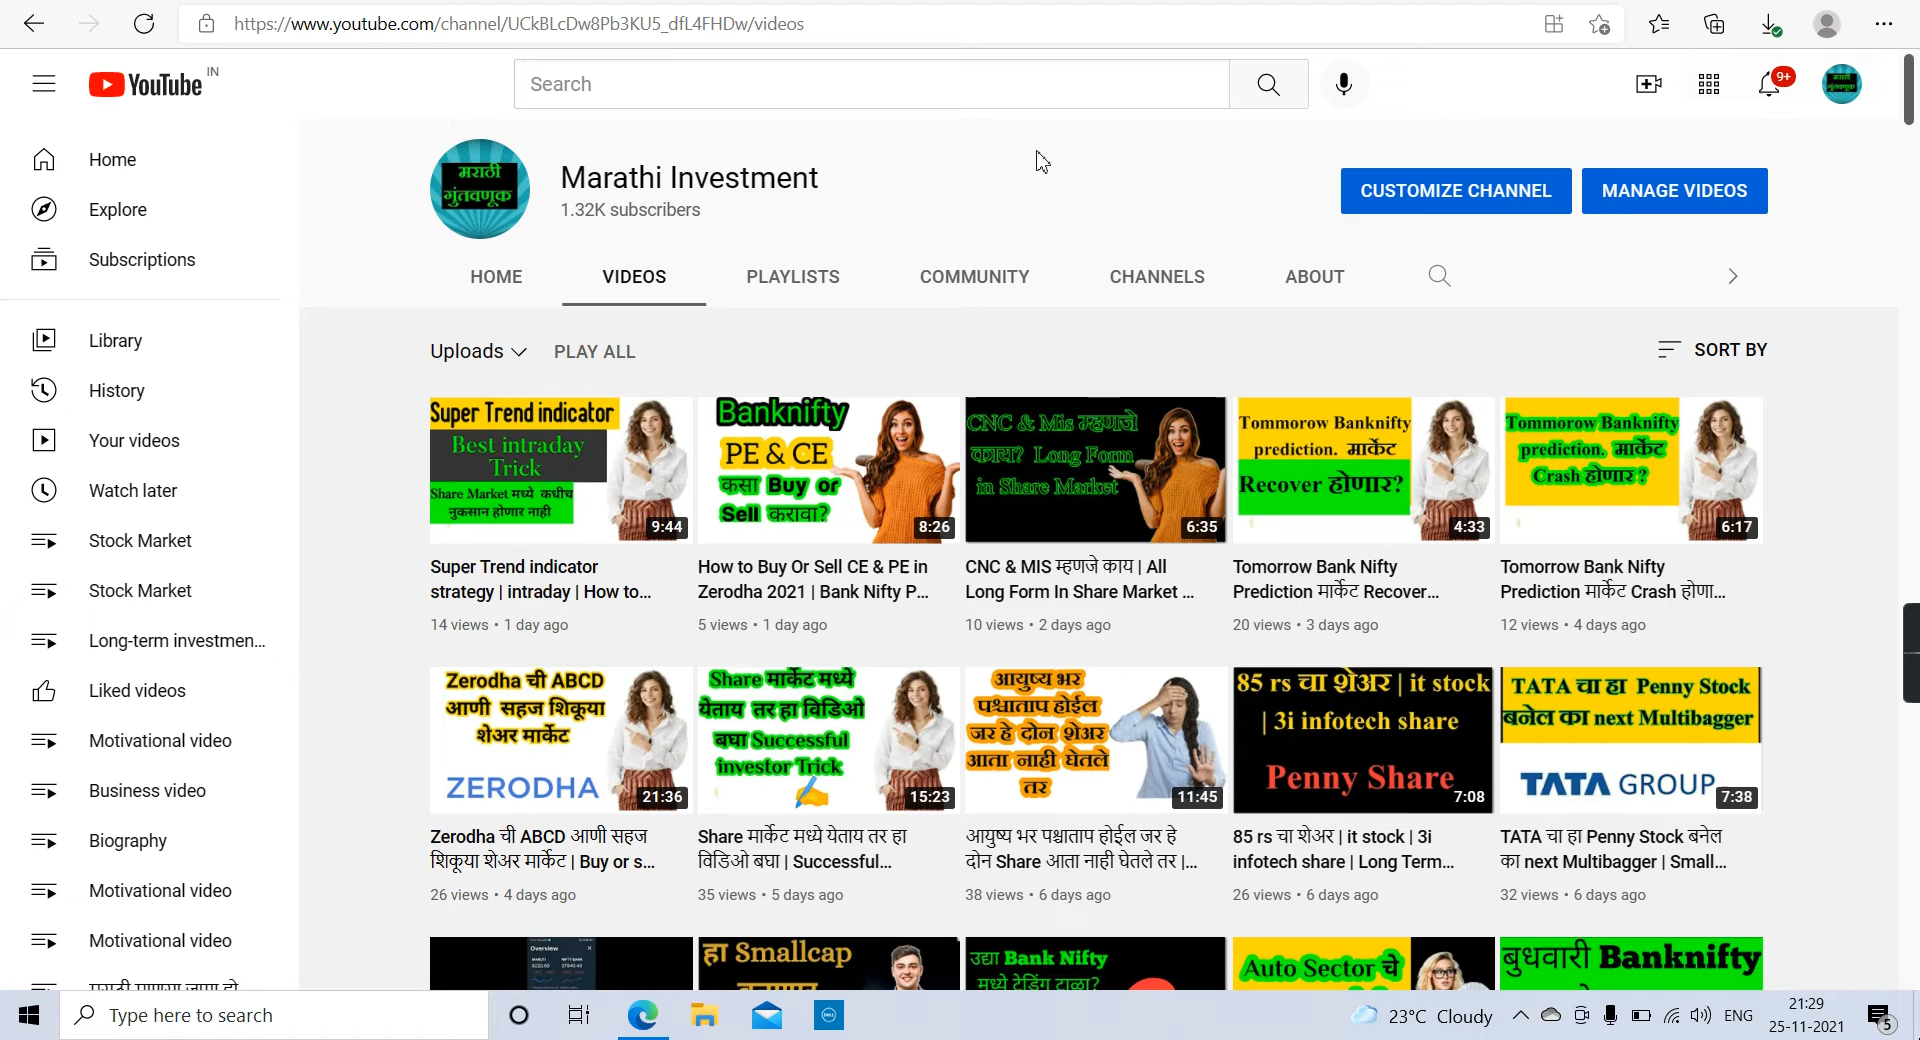 https://www.youtube.com/channel/UCkBLcDw8Pb3KU5_dfL4FHDw/videos
YouTube IN
Search
9+
Home
Explore
Subscriptions
Library
History
Your videos
Watch later
Stock Market
Stock Market
Long-term investmen...
Liked videos
Motivational video
Business video
Biography
Motivational video
Motivational video
मराठी
गुंतवणूक
Marathi Investment
1.32K subscribers
CUSTOMIZE CHANNEL
MANAGE VIDEOS
HOME
VIDEOS
PLAYLISTS
COMMUNITY
CHANNELS
ABOUT
Uploads
PLAY ALL
SORT BY
Super Trend indicator
Best intraday
Trick
Share Market मध्ये कधीच
नुकसान होणार नाही
9:44
Super Trend indicator
strategy | intraday | How to...
14 views • 1 day ago
Banknifty
PE & CE
कसा Buy or
Sell करावा?
8:26
How to Buy Or Sell CE & PE in
Zerodha 2021 | Bank Nifty P...
5 views • 1 day ago
CNC & Mis म्हणजे
काय? Long Form
in Share Market
6:35
CNC & MIS म्हणजे काय | All
Long Form In Share Market ...
10 views • 2 days ago
Tommorow Banknifty
prediction. मार्केट
Recover होणार?
4:33
Tomorrow Bank Nifty
Prediction मार्केट Recover...
20 views • 3 days ago
Tommorow Banknifty
prediction. मार्केट
Crash होणार?
6:17
Tomorrow Bank Nifty
Prediction मार्केट Crash होणा...
12 views • 4 days ago
Zerodha ची ABCD
आणी सहज शिकूया
शेअर मार्केट
ZERODHA
21:36
Zerodha ची ABCD आणी सहज
शिकूया शेअर मार्केट | Buy or s...
26 views • 4 days ago
Share मार्केट मध्ये
येताय तर हा विडिओ
बघा Successful
investor Trick
15:23
Share मार्केट मध्ये येताय तर हा
विडिओ बघा | Successful...
35 views • 5 days ago
आयुष्य भर
पश्चाताप होईल
जर हे दोन शेअर
आता नाही घेतले
तर
11:45
आयुष्य भर पश्चाताप होईल जर हे
दोन Share आता नाही घेतले तर |...
38 views • 6 days ago
85 rs चा शेअर | it stock
| 3i infotech share
Penny Share
7:08
85 rs चा शेअर | it stock | 3i
infotech share | Long Term...
26 views • 6 days ago
TATA चा हा Penny Stock
बनेल का next Multibagger
TATA GROUP
7:38
TATA चा हा Penny Stock बनेल
का next Multibagger | Small...
32 views • 6 days ago
Overview
हा Smallcap
उद्या Bank Nifty
मध्ये ट्रेडिंग टाळा?
Auto Sector चे
बुधवारी Banknifty
Type here to search
DELL
23°C Cloudy
ENG
21:29
25-11-2021
5